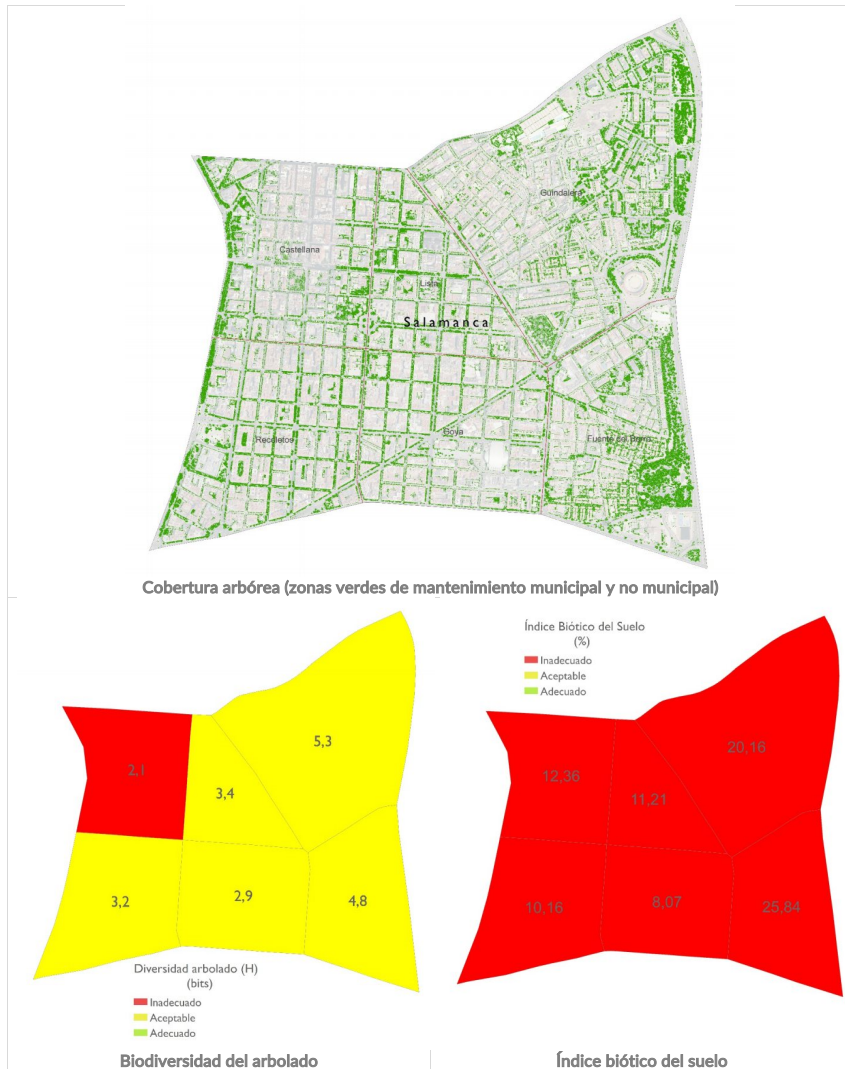 Guindalera
Castellana
Lista
Salamanca
Goya
Recoletos
Fuente del Berro
Cobertura arbórea (zonas verdes de mantenimiento municipal y no municipal)
5,3
2,1
3,4
3,2
2,9
4,8
Diversidad arbolado (H)
(bits)
Inadecuado
Aceptable
Adecuado
Biodiversidad del arbolado
Índice Biótico del Suelo
(%)
Inadecuado
Aceptable
Adecuado
20,16
12,36
11,21
10,16
8,07
25,84
Índice biótico del suelo